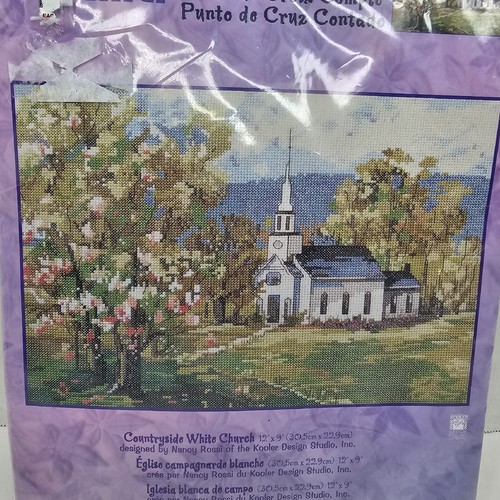 Punto de Cruz Contado
Countryside White Church 12" x 9" (30,5cm x 22,9cm)
designed by Nancy Rossi of the Kooler Design Studio, Inc.
Église campagnarde blanche (30,5cm x 22,9cm) 12" x 9"
crée par Nancy Rossi du Kooler Design Studio, Inc.
Iglesia blanca de campo (30,5cm x 22,9cm) 12" x 9"